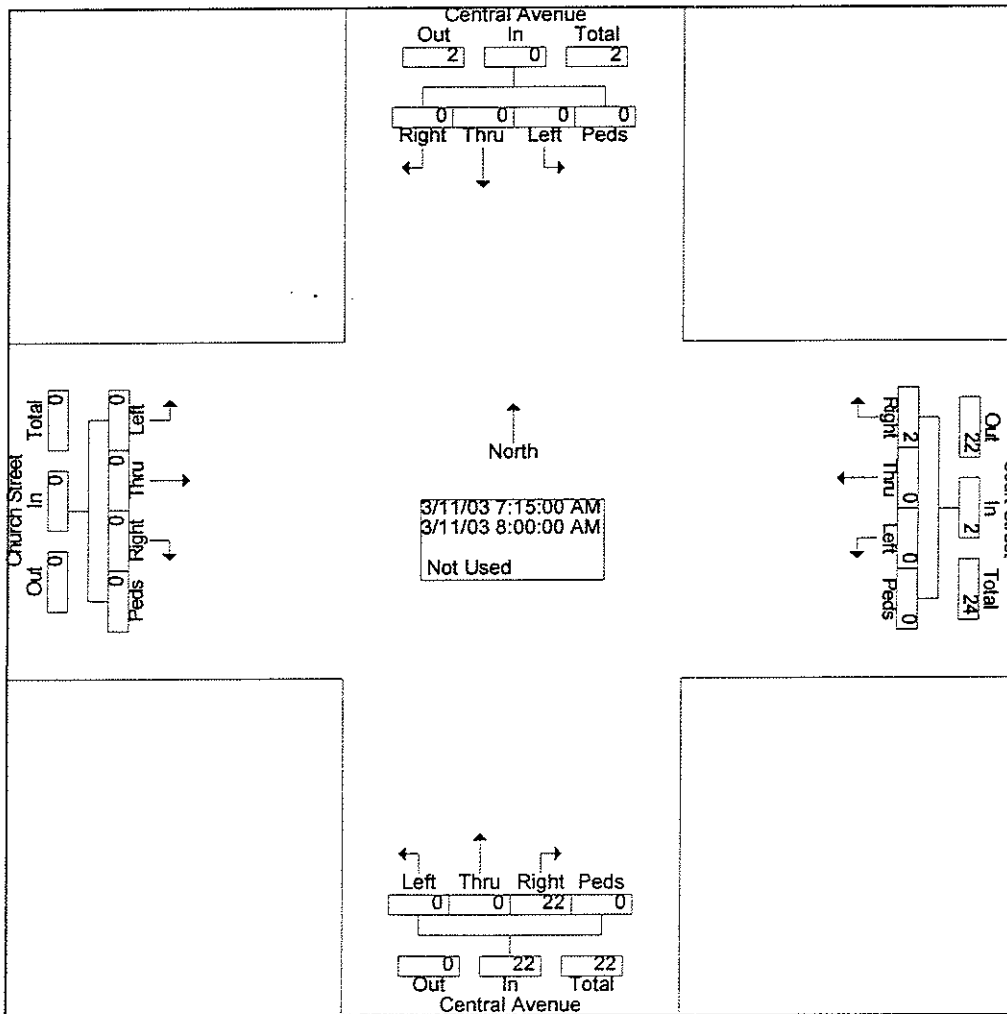 Central Avenue
Out In Total
2 0 2
0 0 0 0
Right Thru Left Peds
Church Street
Total In Out
0 0 0
0 0 0 0
Left Thru Right Peds
North
3/11/03 7:15:00 AM
3/11/03 8:00:00 AM
Not Used
Out In Total
22 2 24
2 0 0 0
Right Thru Left Peds
Left Thru Right Peds
0 0 22 0
0 22 22
Out In Total
Central Avenue